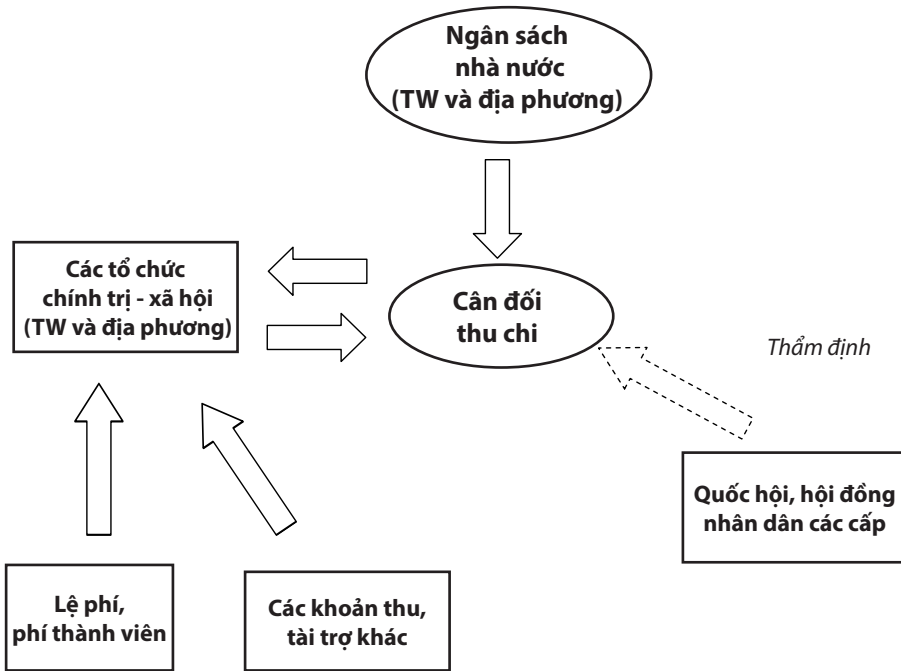 Ngân sách
nhà nước
(TW và địa phương)
Các tổ chức
chính trị - xã hội
(TW và địa phương)
Cân đối
thu chi
Thẩm định
Quốc hội, hội đồng
nhân dân các cấp
Lệ phí,
phí thành viên
Các khoản thu,
tài trợ khác